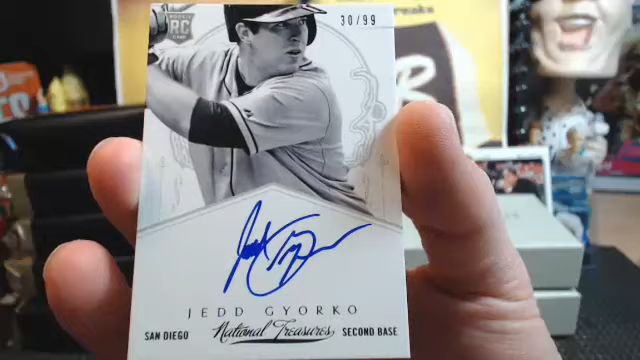 RC
30/99
JEDD GYORKO
SAN DIEGO National Treasures SECOND BASE